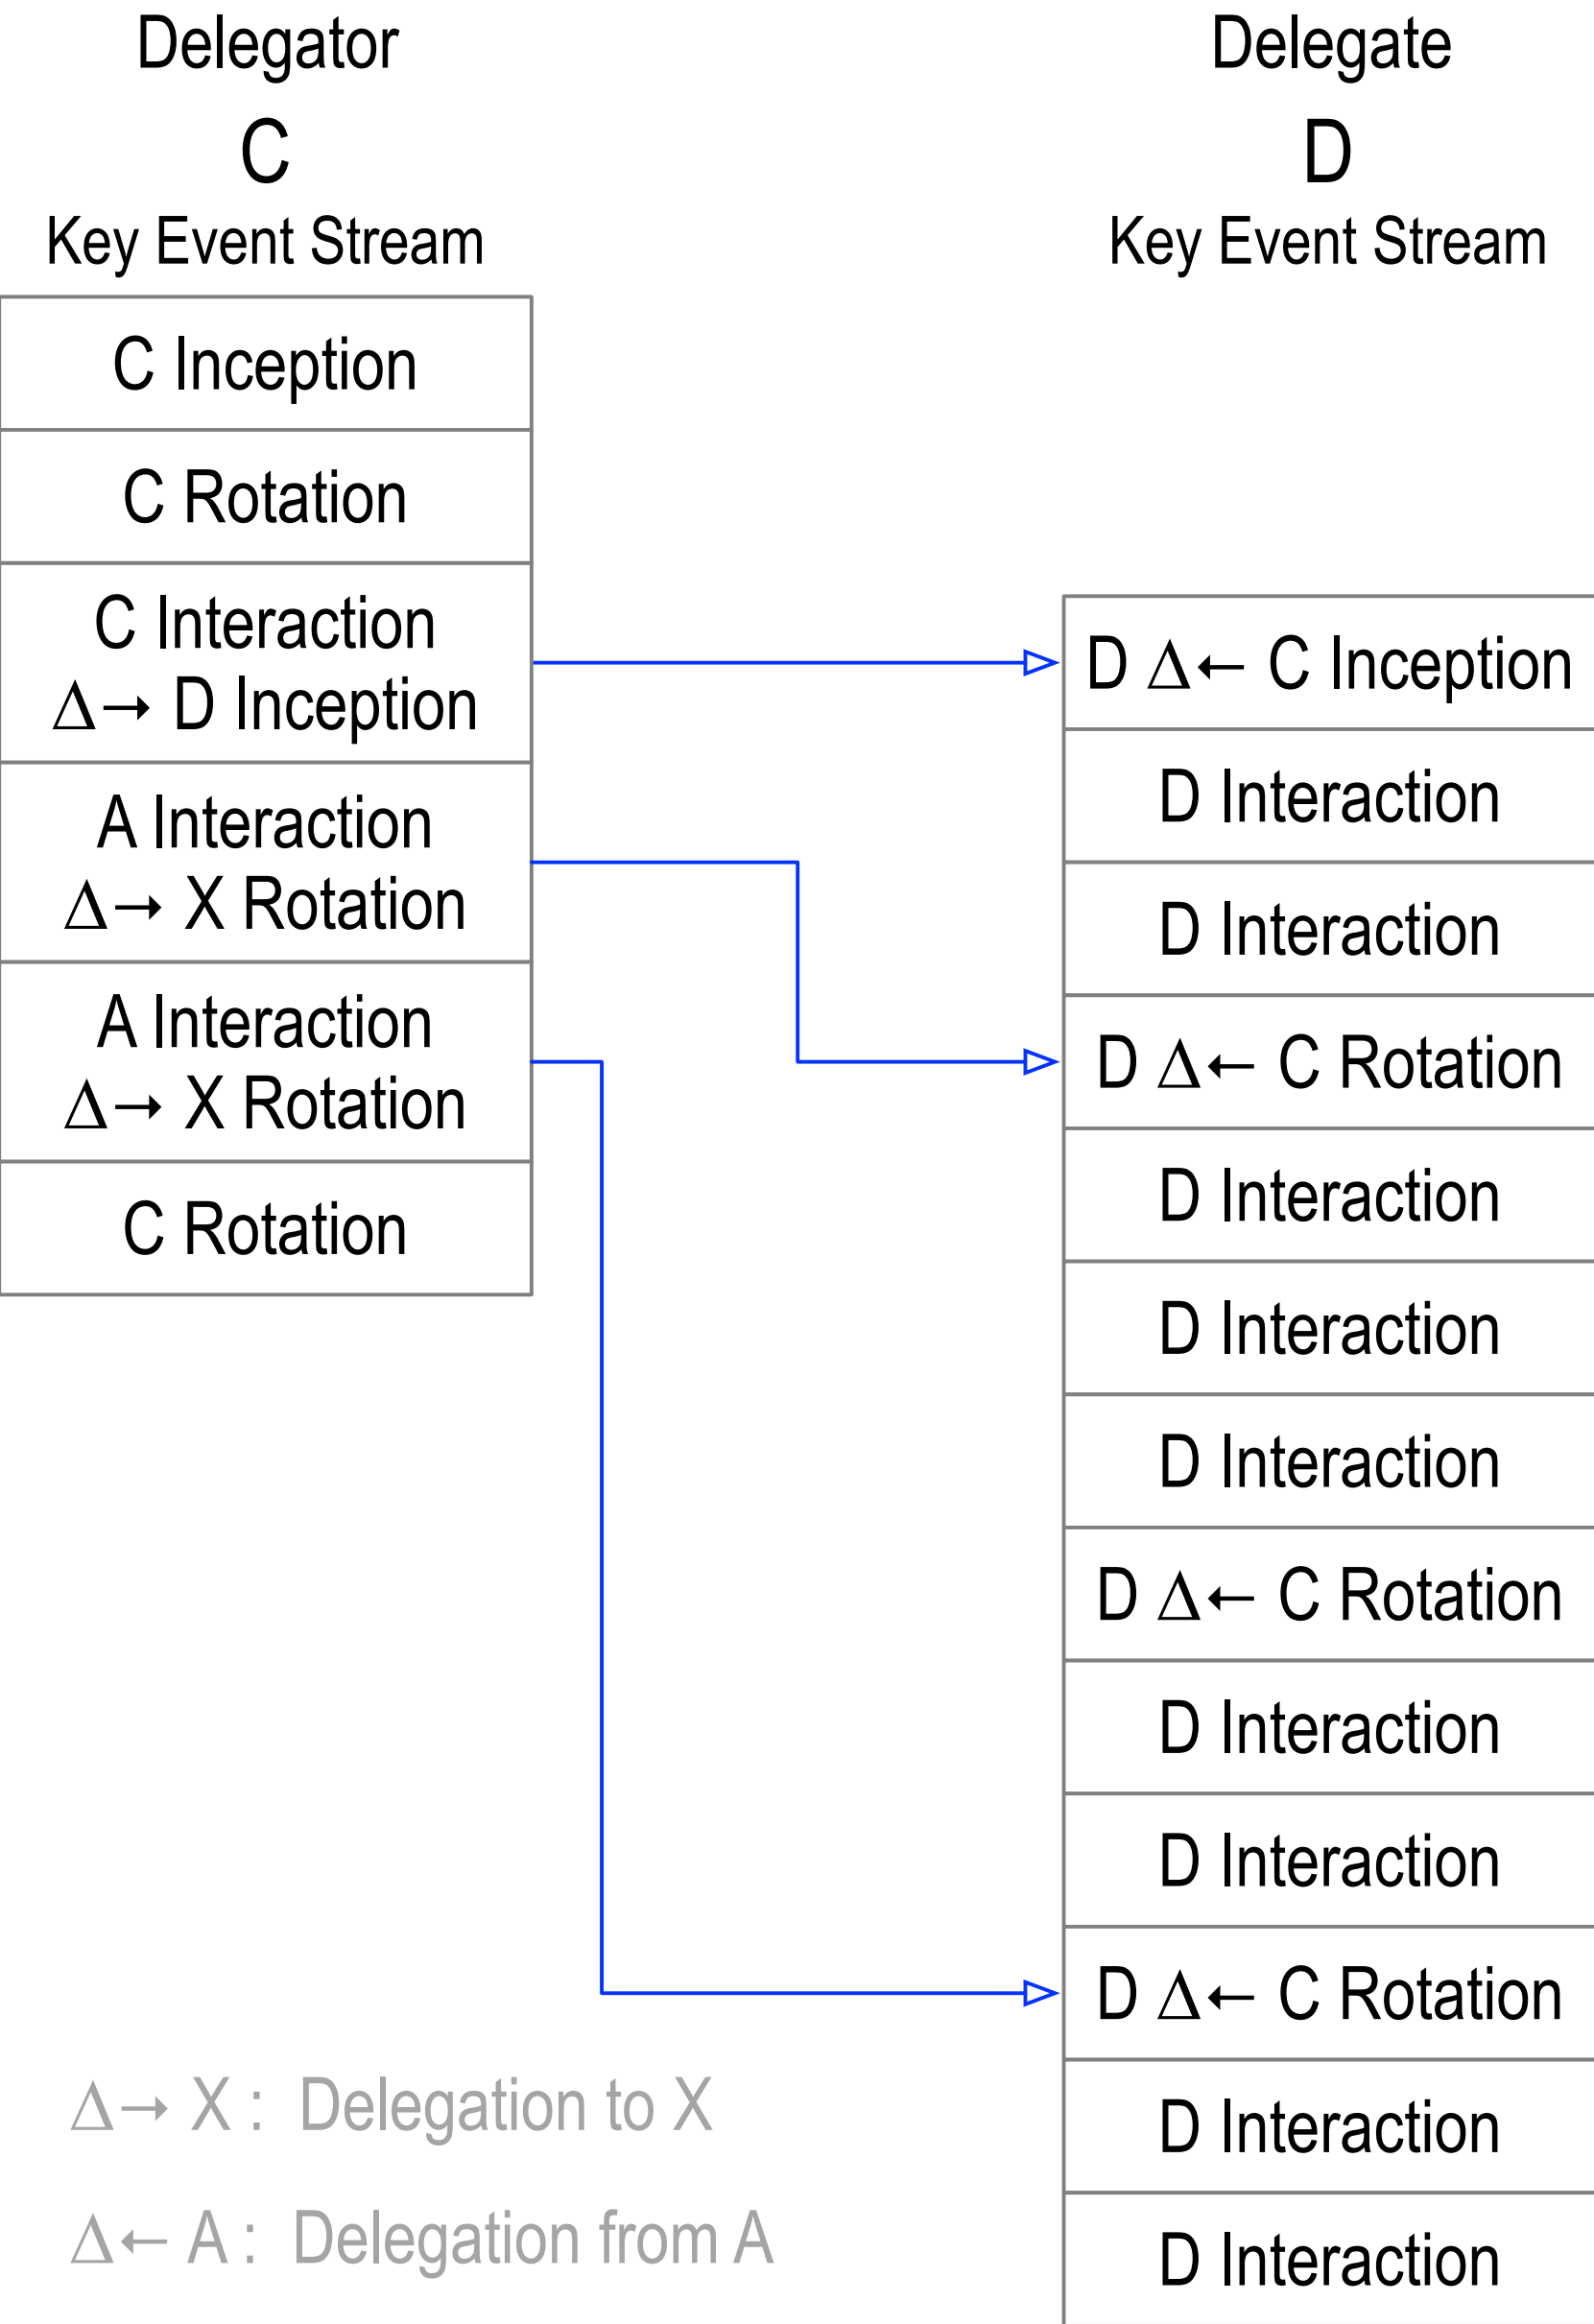 Delegator
C
Key Event Stream
C Inception
C Rotation
C Interaction
Δ→ D Inception
A Interaction
Δ→ X Rotation
A Interaction
Δ→ X Rotation
C Rotation
Delegate
D
Key Event Stream
D Δ← C Inception
D Interaction
D Interaction
D Δ← C Rotation
D Interaction
D Interaction
D Interaction
D Δ← C Rotation
D Interaction
D Interaction
D Δ← C Rotation
D Interaction
D Interaction
Δ→ X : Delegation to X
Δ← A : Delegation from A